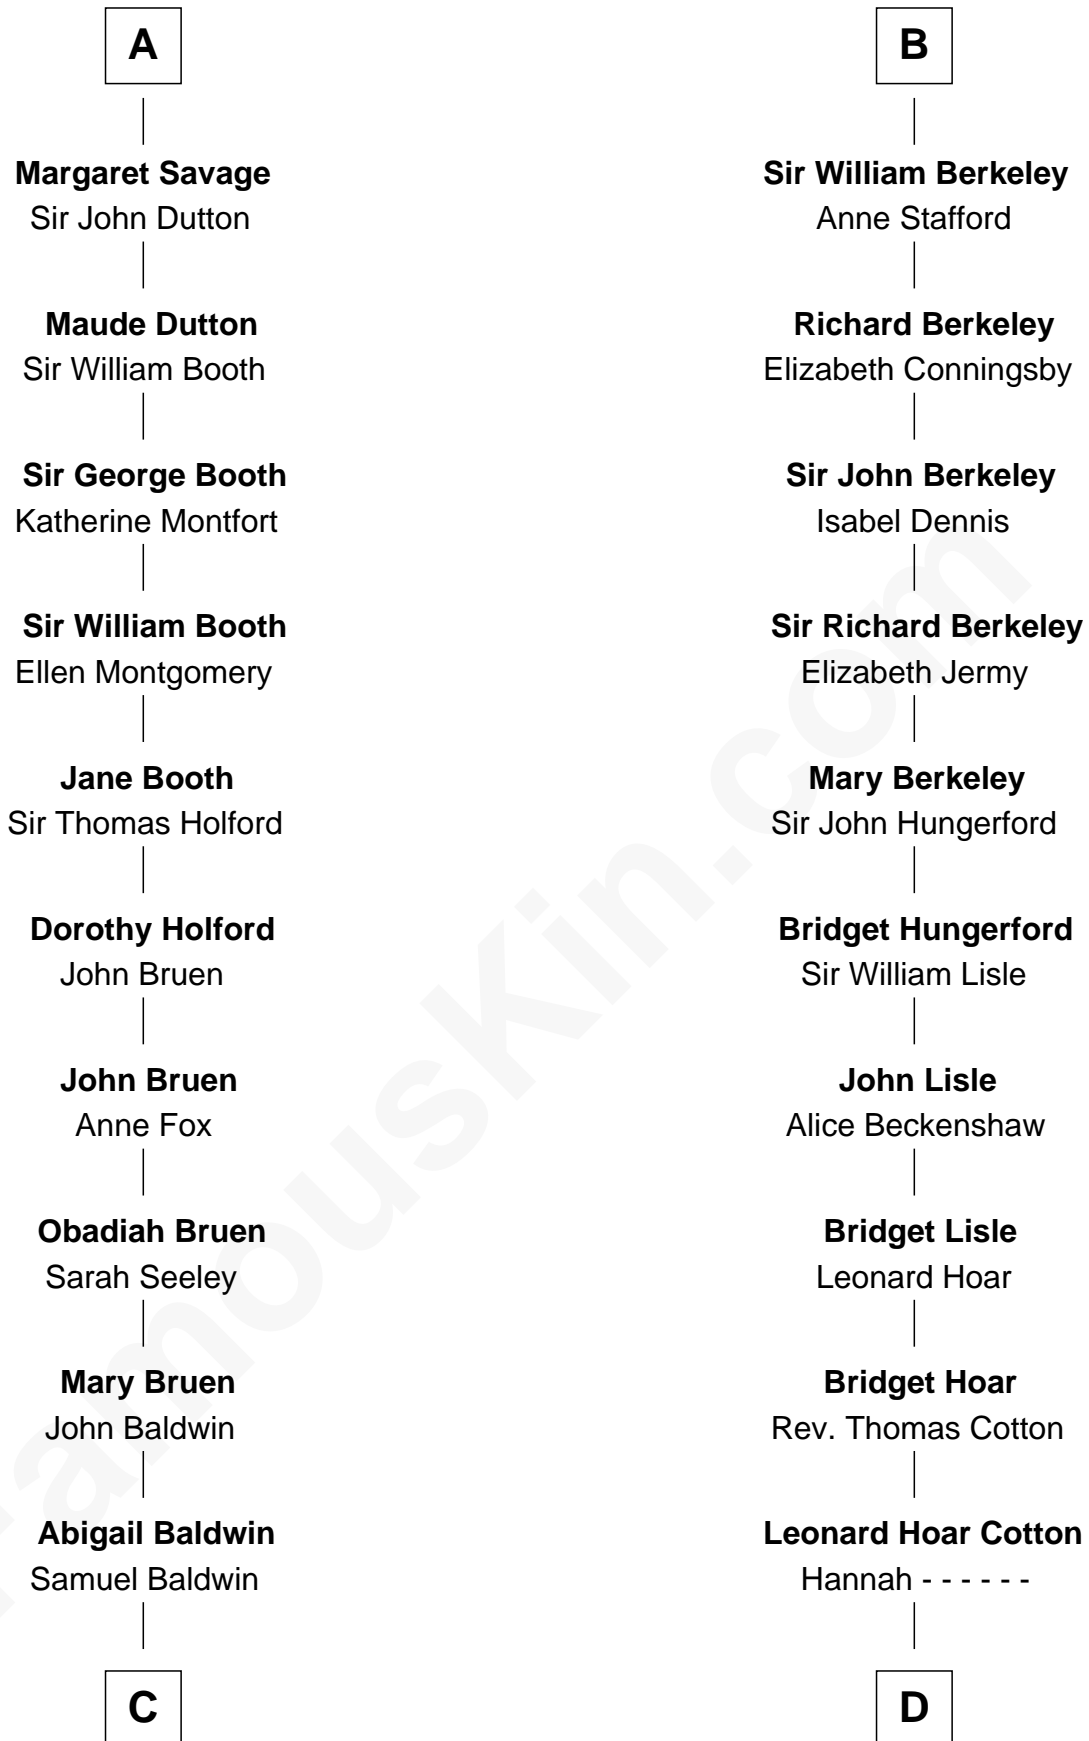 A
Margaret Savage
Sir John Dutton
Maude Dutton
Sir William Booth
Sir George Booth
Katherine Montfort
Sir William Booth
Ellen Montgomery
Jane Booth
Sir Thomas Holford
Dorothy Holford
John Bruen
John Bruen
Anne Fox
Obadiah Bruen
Sarah Seeley
Mary Bruen
John Baldwin
Abigail Baldwin
Samuel Baldwin
C
B
Sir William Berkeley
Anne Stafford
Richard Berkeley
Elizabeth Conningsby
Sir John Berkeley
Isabel Dennis
Sir Richard Berkeley
Elizabeth Jermy
Mary Berkeley
Sir John Hungerford
Bridget Hungerford
Sir William Lisle
John Lisle
Alice Beckenshaw
Bridget Lisle
Leonard Hoar
Bridget Hoar
Rev. Thomas Cotton
Leonard Hoar Cotton
Hannah - - - - - -
D
FamousKin.com